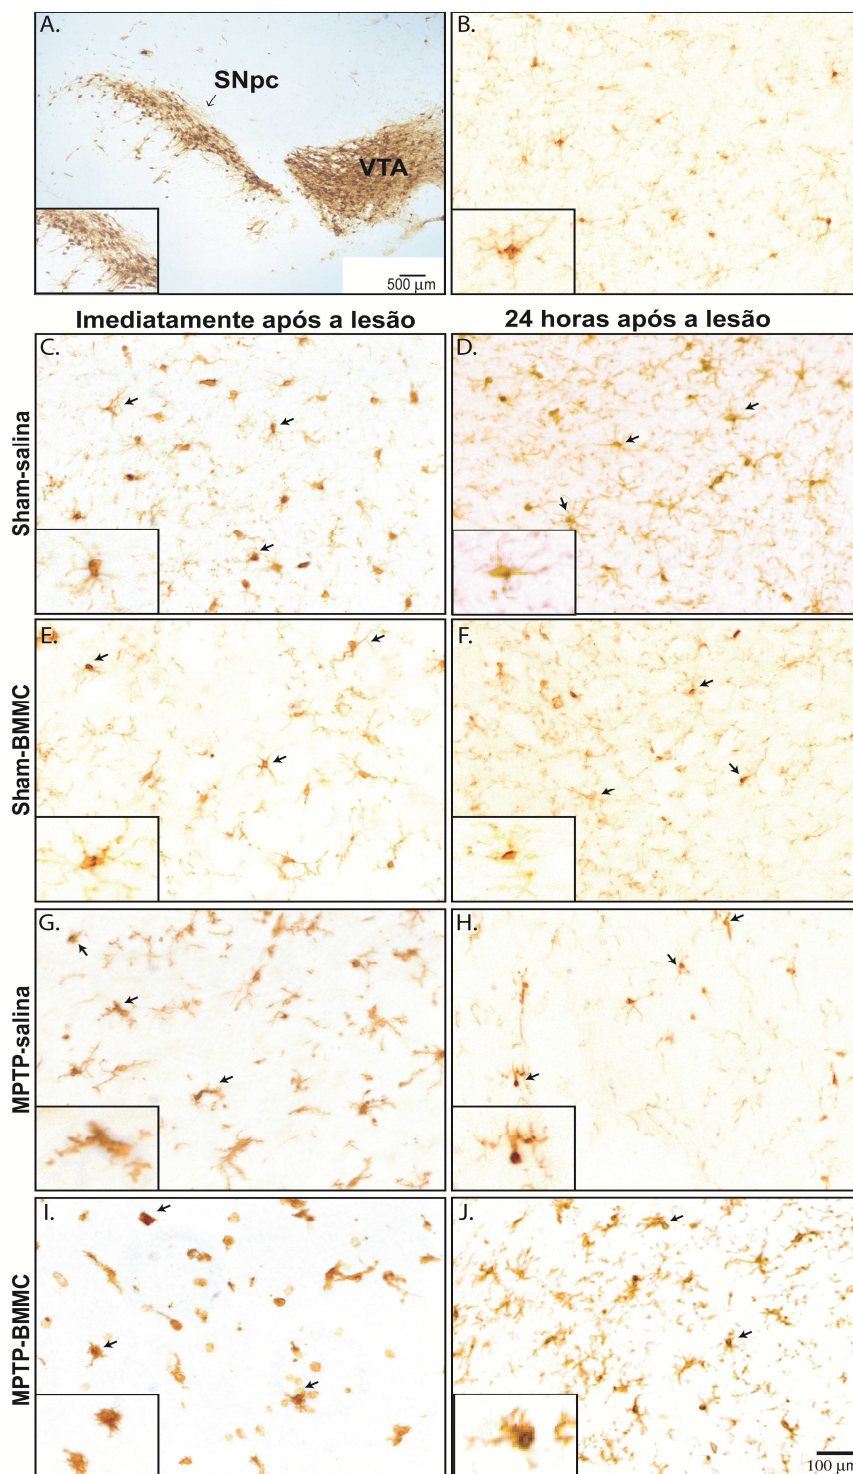 A.
B.
SNpc
VTA
500 µm
Imediatamente após a lesão
24 horas após a lesão
Sham-salina
C.
D.
Sham-BMMC
E.
F.
MPTP-salina
G.
H.
MPTP-BMMC
I.
J.
100 µm